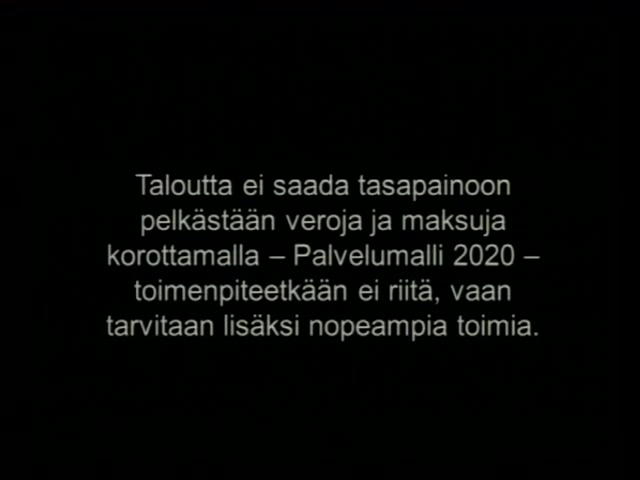 Taloutta ei saada tasapainoon
pelkästään veroja ja maksuja
korottamalla – Palvelumalli 2020 –
toimenpiteetkään ei riitä, vaan
tarvitaan lisäksi nopeampia toimia.